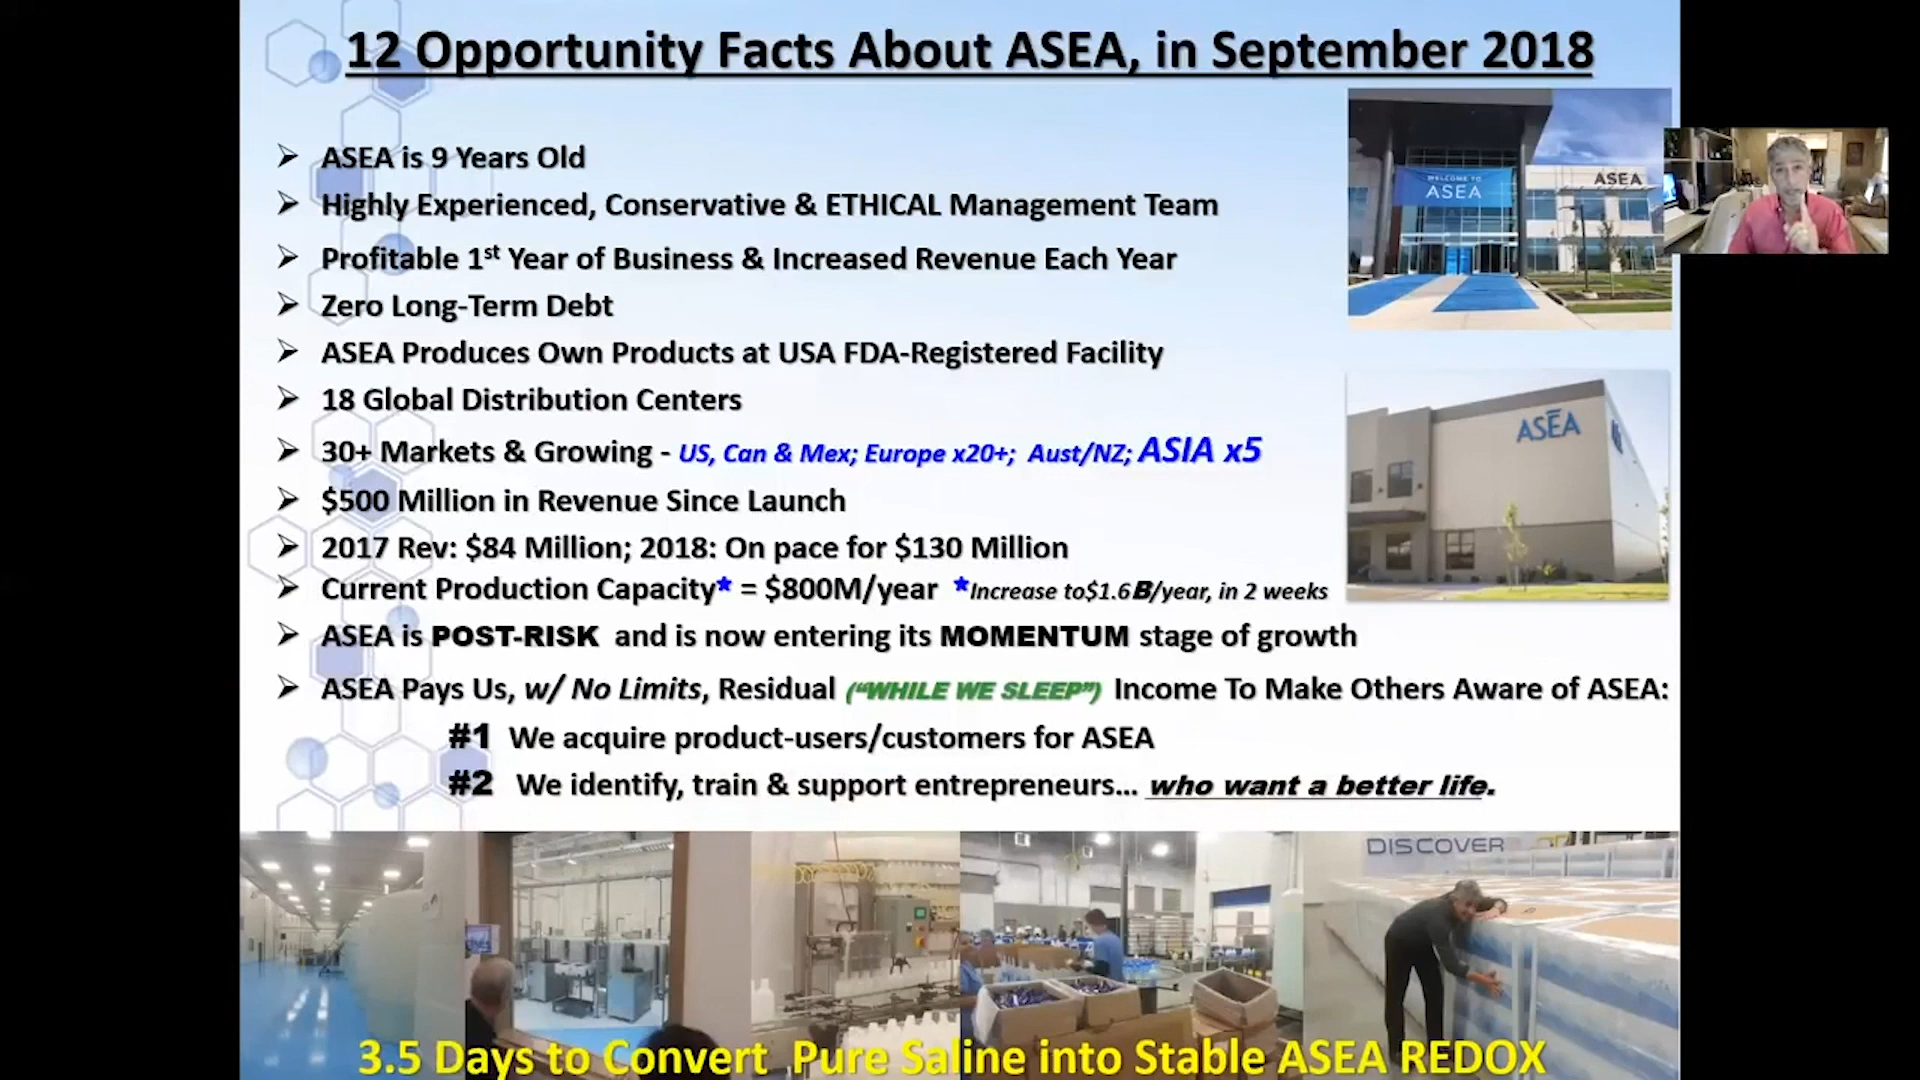 12 Opportunity Facts About ASEA, in September 2018
ASEA is 9 Years Old
Highly Experienced, Conservative & ETHICAL Management Team
Profitable 1st Year of Business & Increased Revenue Each Year
Zero Long-Term Debt
ASEA Produces Own Products at USA FDA-Registered Facility
18 Global Distribution Centers
30+ Markets & Growing - US, Can & Mex; Europe x20+; Aust/NZ; ASIA x5
$500 Million in Revenue Since Launch
2017 Rev: $84 Million; 2018: On pace for $130 Million
Current Production Capacity* = $800M/year *Increase to$1.6B/year, in 2 weeks
ASEA is POST-RISK and is now entering its MOMENTUM stage of growth
ASEA Pays Us, w/ No Limits, Residual ("WHILE WE SLEEP") Income To Make Others Aware of ASEA:
#1 We acquire product-users/customers for ASEA
#2 We identify, train & support entrepreneurs... who want a better life.
WELCOME TO
ASEA
ASEA
ASEA
DISCOVER
3.5 Days to Convert Pure Saline into Stable ASEA REDOX